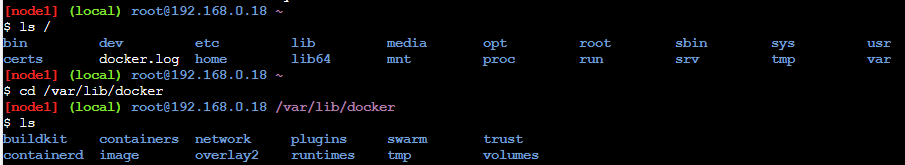 [node1] (local) root@192.168.0.18 ~
$ ls /
bin dev etc lib media opt root sbin sys usr
certs docker.log home lib64 mnt proc run srv tmp var
[node1] (local) root@192.168.0.18 ~
$ cd /var/lib/docker
[node1] (local) root@192.168.0.18 /var/lib/docker
$ ls
buildkit containers network plugins swarm trust
containerd image overlay2 runtimes tmp volumes